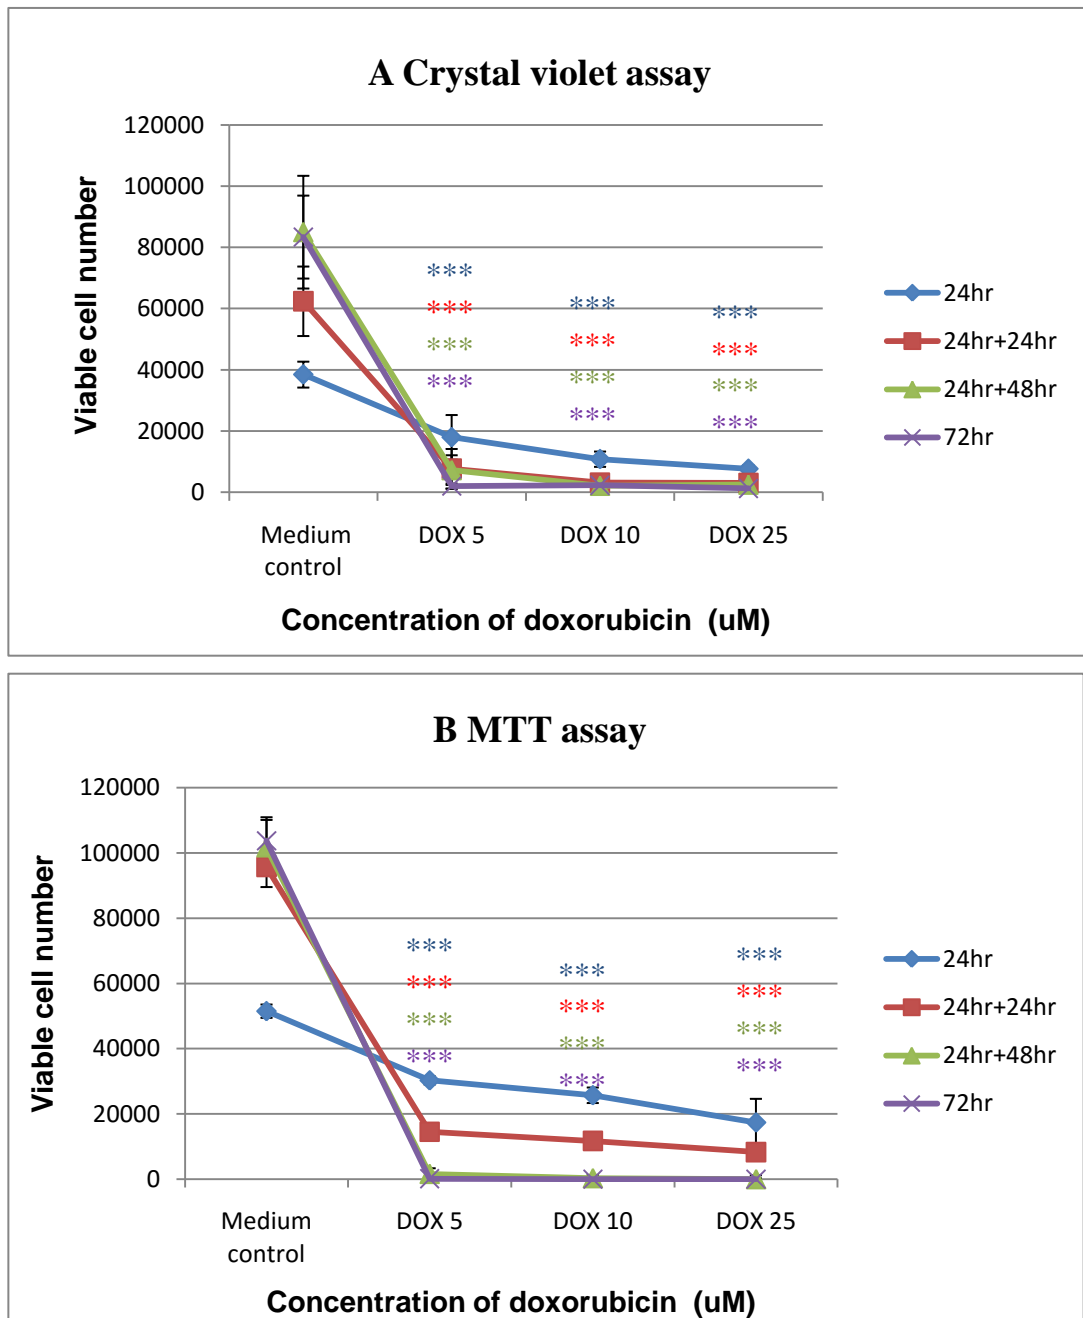 A Crystal violet assay
120000
100000
80000
60000
40000
20000
0
Viable cell number
***
***
***
***
***
***
***
***
***
***
***
***
Medium control
DOX 5
DOX 10
DOX 25
Concentration of doxorubicin (uM)
24hr
24hr+24hr
24hr+48hr
72hr
B MTT assay
120000
100000
80000
60000
40000
20000
0
Viable cell number
***
***
***
***
***
***
***
***
***
***
***
***
Medium control
DOX 5
DOX 10
DOX 25
Concentration of doxorubicin (uM)
24hr
24hr+24hr
24hr+48hr
72hr